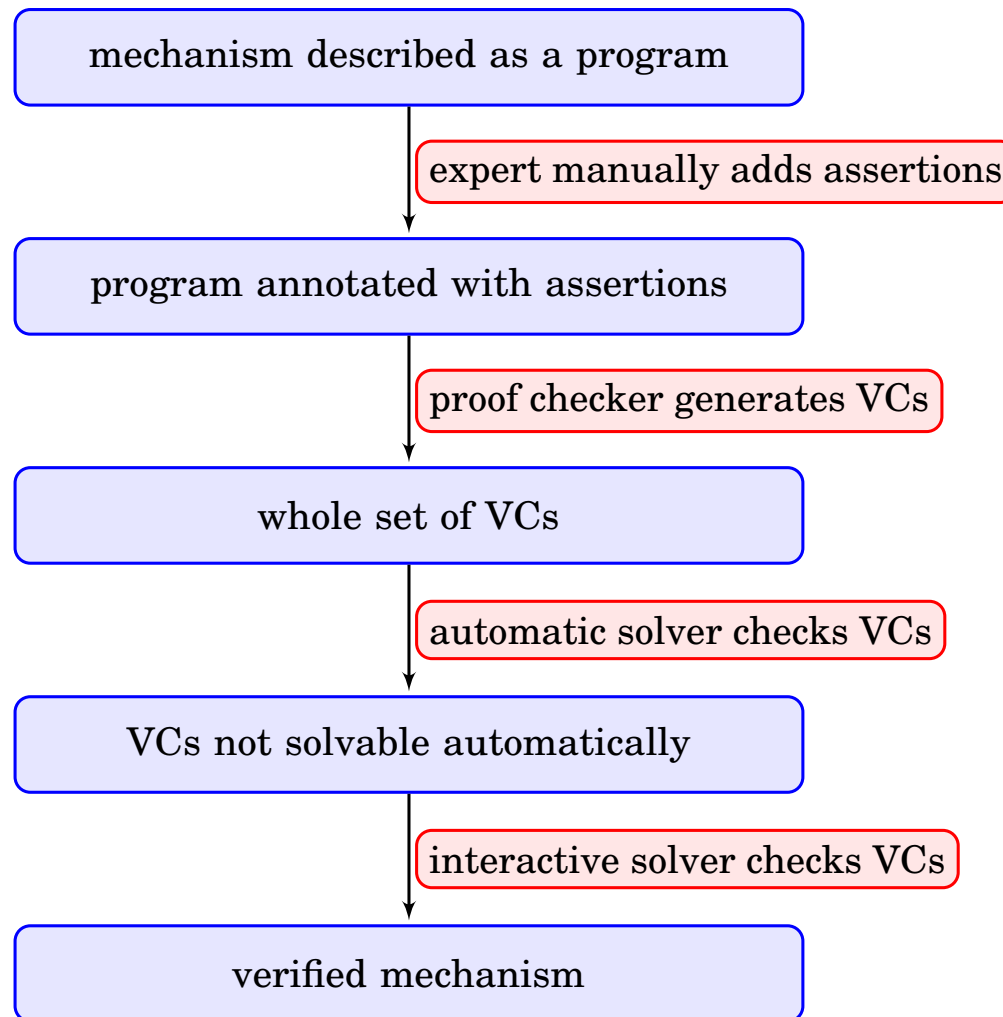 mechanism described as a program
expert manually adds assertions
program annotated with assertions
proof checker generates VCs
whole set of VCs
automatic solver checks VCs
VCs not solvable automatically
interactive solver checks VCs
verified mechanism